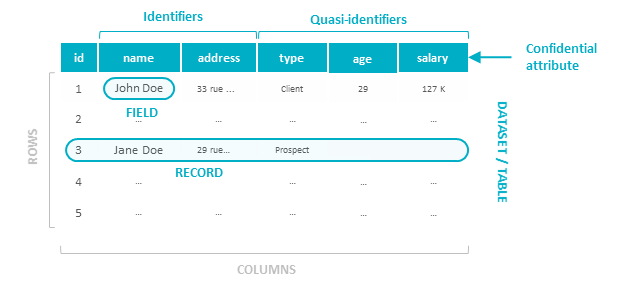 Identifiers Quasi-identifiers
id name address type age salary
Confidential
attribute
1 John Doe 33 rue ... Client 29 127 K
FIELD
2 ... ... ... ... ...
3 Jane Doe 29 rue... Prospect
RECORD
4 ... ... ... ... ...
5 ... ... ... ... ...
ROWS
DATASET / TABLE
COLUMNS